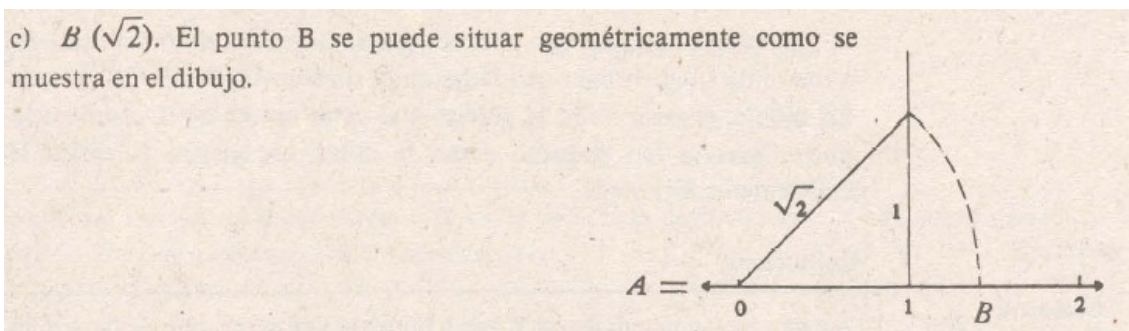 c) B (√2). El punto B se puede situar geométricamente como se
muestra en el dibujo.
√2
1
A =
0 1 B 2